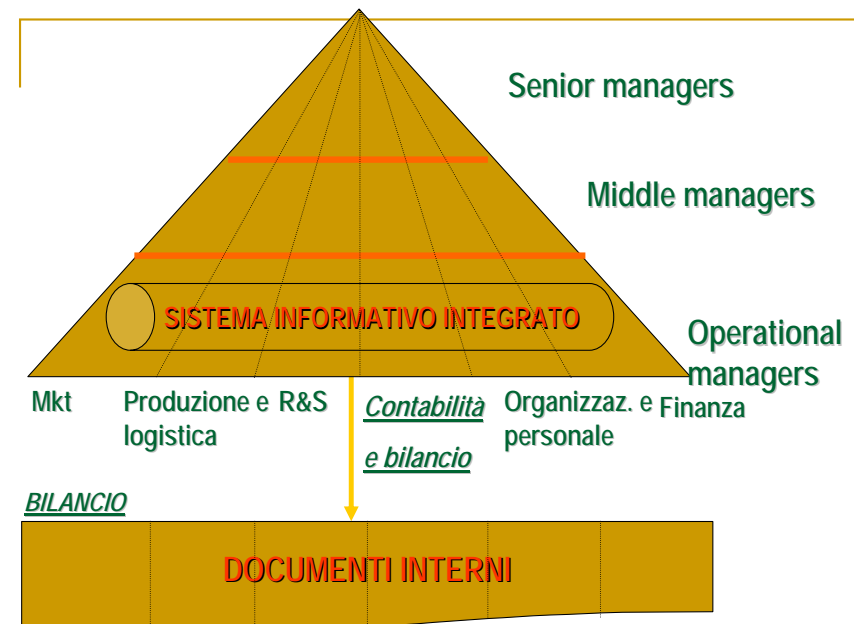 Senior managers
Middle managers
SISTEMA INFORMATIVO INTEGRATO
Operational
managers
Mkt
Produzione e
logistica
R&S
Contabilità
e bilancio
Organizzaz. e
personale
Finanza
BILANCIO
DOCUMENTI INTERNI